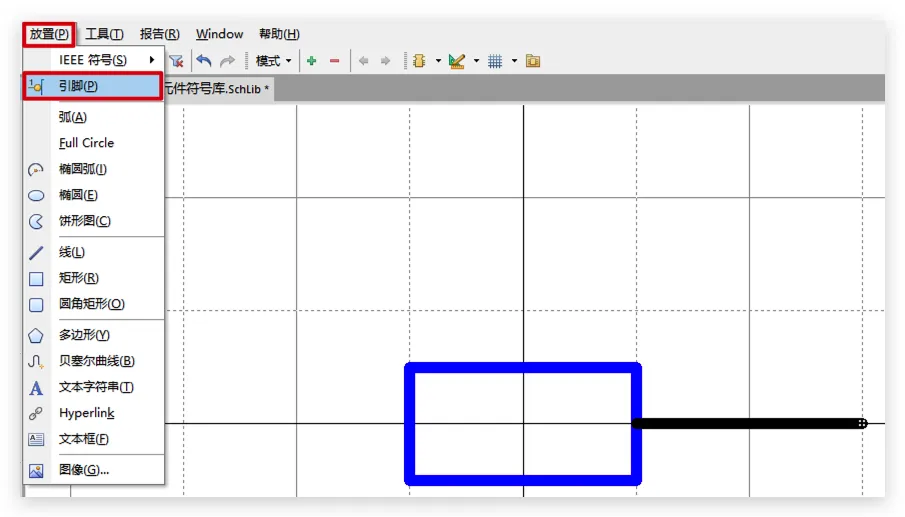 放置(P) 工具(T) 报告(R) Window 帮助(H)
IEEE 符号(S) 模式
引脚(P) 元件符号库.SchLib *
弧(A)
Full Circle
椭圆弧(I)
椭圆(E)
饼形图(C)
线(L)
矩形(R)
圆角矩形(O)
多边形(Y)
贝塞尔曲线(B)
文本字符串(T)
Hyperlink
文本框(F)
图像(G)...